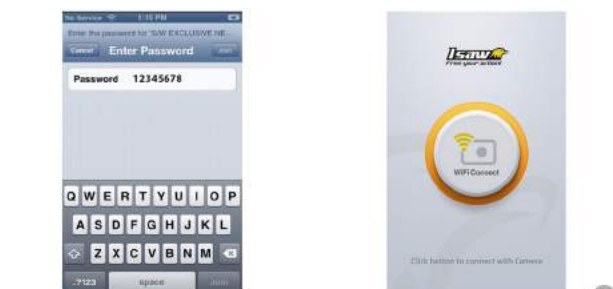 No Service 1:15 PM
Enter the password for "S/W EXCLUSIVE NE...
Cancel Enter Password Join
Password 12345678
Q W E R T Y U I O P
A S D F G H J K L
Z X C V B N M
.?123 space Join
Isaw
Free your action!
WiFi Connect
Click button to connect with Camera